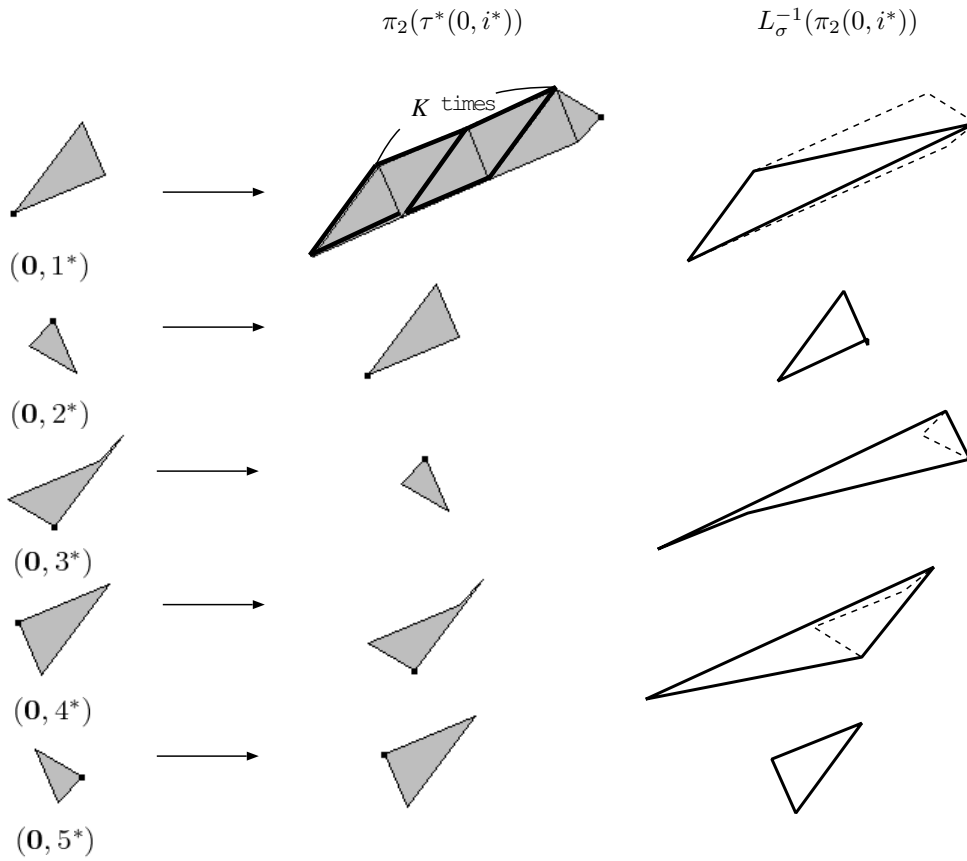 π₂(τ*(0, i*)) L_σ⁻¹(π₂(0, i*))
K times
(0, 1*)
(0, 2*)
(0, 3*)
(0, 4*)
(0, 5*)